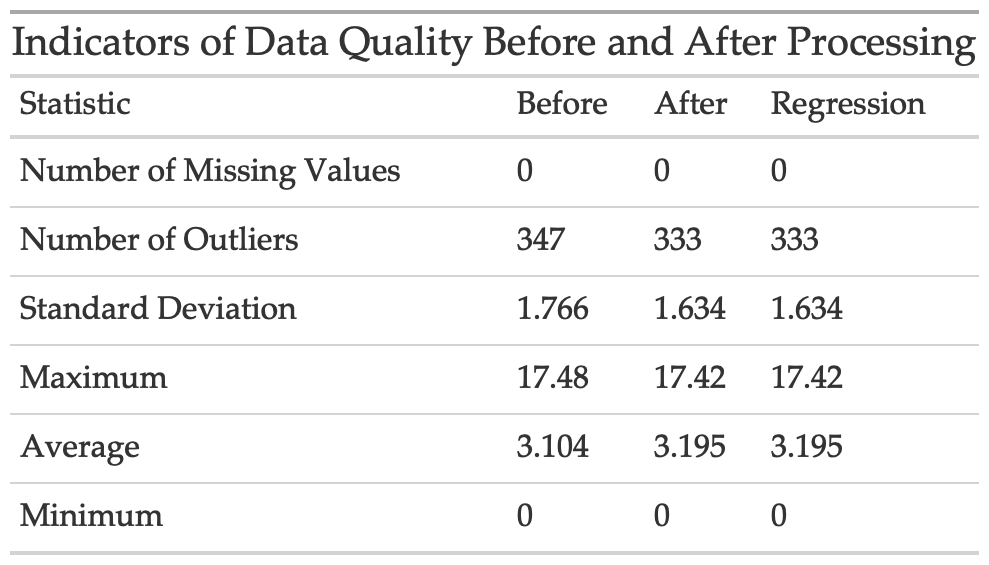 Indicators of Data Quality Before and After Processing
Statistic Before After Regression
Number of Missing Values 0 0 0
Number of Outliers 347 333 333
Standard Deviation 1.766 1.634 1.634
Maximum 17.48 17.42 17.42
Average 3.104 3.195 3.195
Minimum 0 0 0